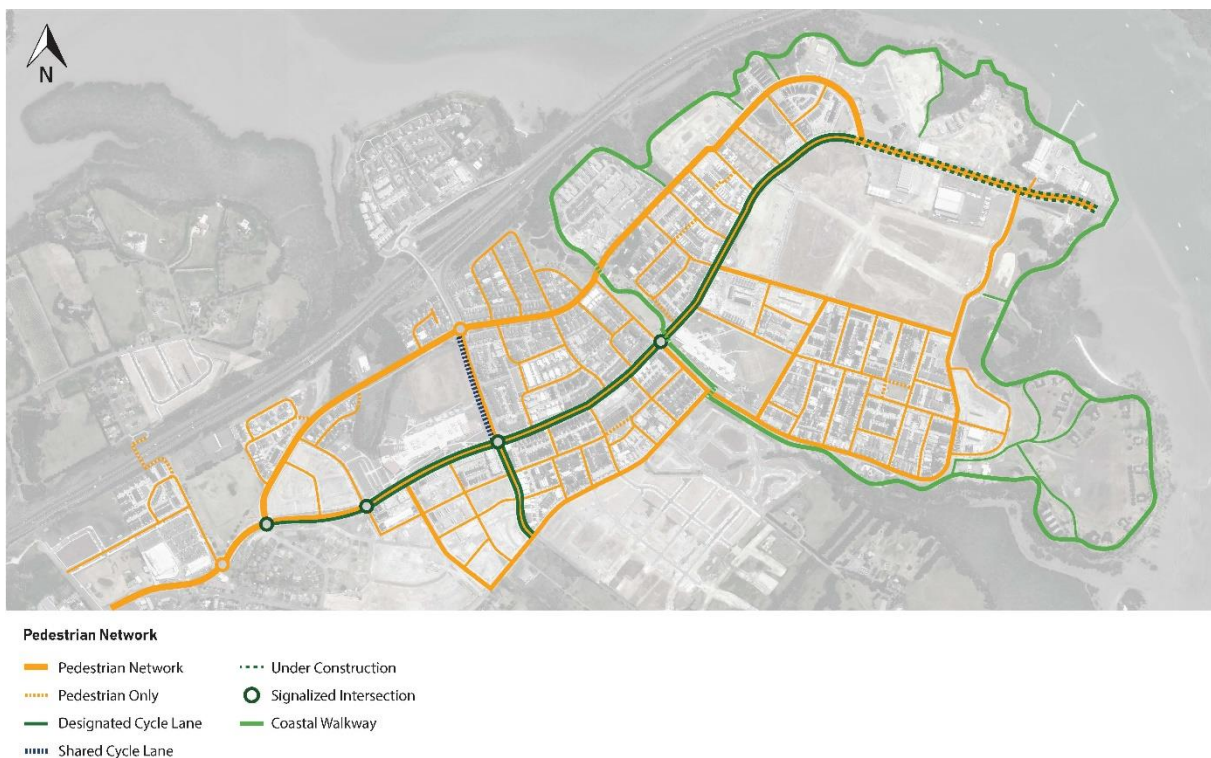 N
Pedestrian Network
Pedestrian Network
Pedestrian Only
Designated Cycle Lane
Shared Cycle Lane
Under Construction
Signalized Intersection
Coastal Walkway